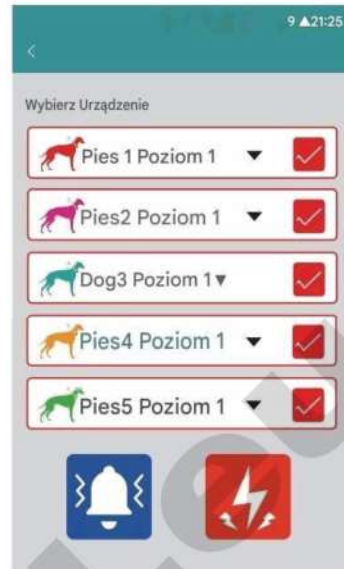 9 ▲21:25
Wybierz Urządzenie
Pies 1 Poziom 1 ▼
Pies2 Poziom 1 ▼
Dog3 Poziom 1▼
Pies4 Poziom 1 ▼
Pies5 Poziom 1 ▼